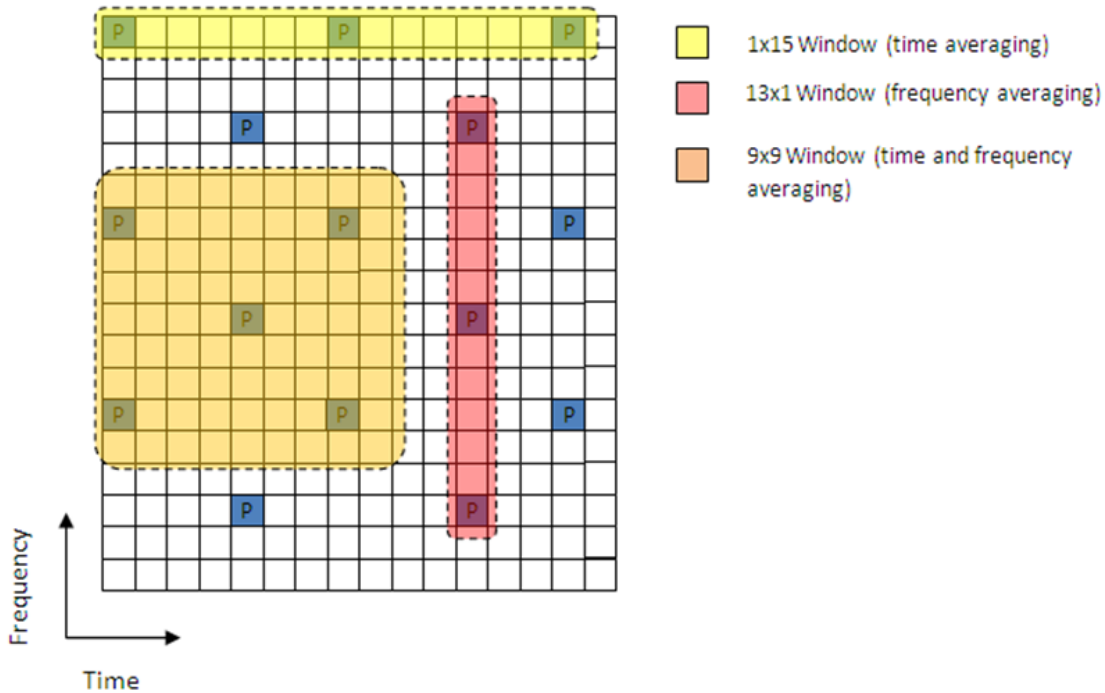 P P P
1x15 Window (time averaging)
13x1 Window (frequency averaging)
P P
9x9 Window (time and frequency
averaging)
P P P
P P
P P P
P P
Frequency
Time